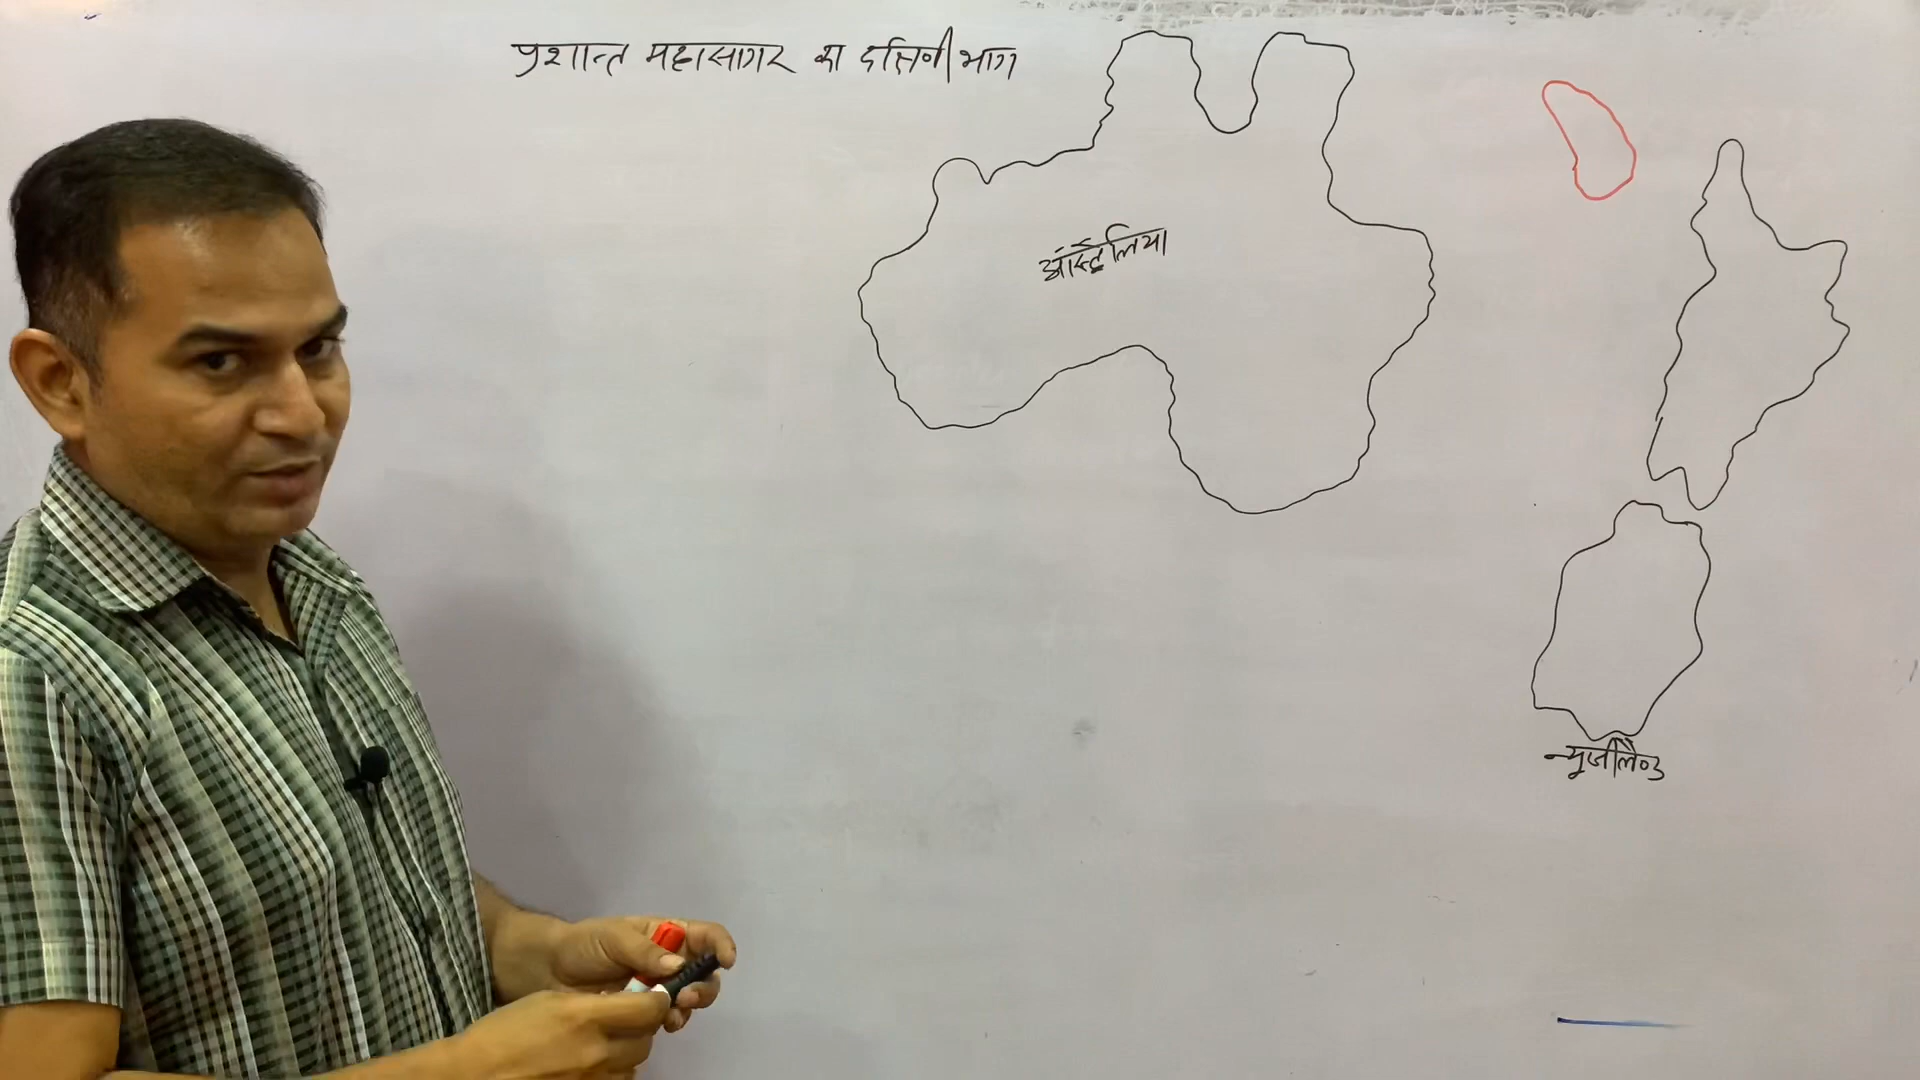 प्रशान्त महासागर का दक्षिणी भाग
ऑस्ट्रेलिया
न्यूजीलैण्ड